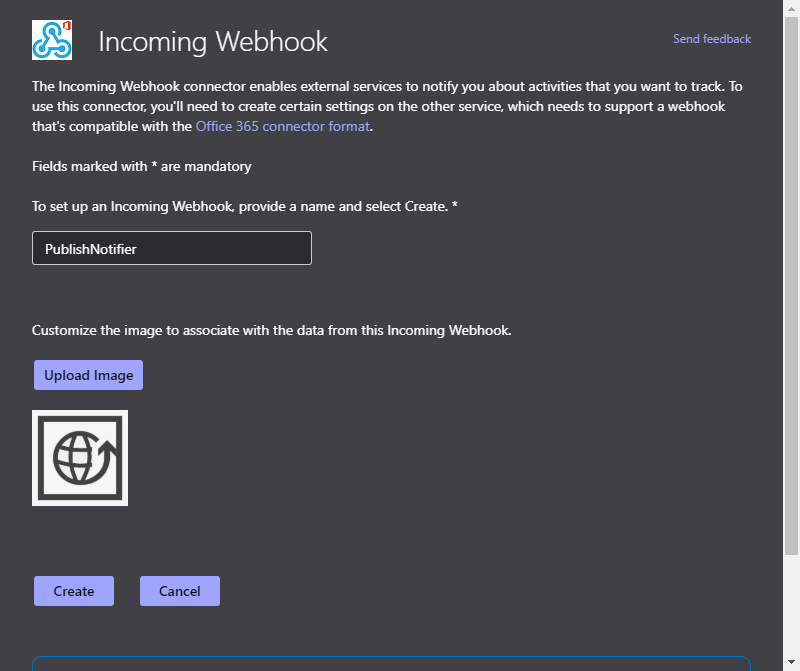 Incoming Webhook
Send feedback
The Incoming Webhook connector enables external services to notify you about activities that you want to track. To
use this connector, you'll need to create certain settings on the other service, which needs to support a webhook
that's compatible with the Office 365 connector format.
Fields marked with * are mandatory
To set up an Incoming Webhook, provide a name and select Create. *
PublishNotifier
Customize the image to associate with the data from this Incoming Webhook.
Upload Image
Create
Cancel